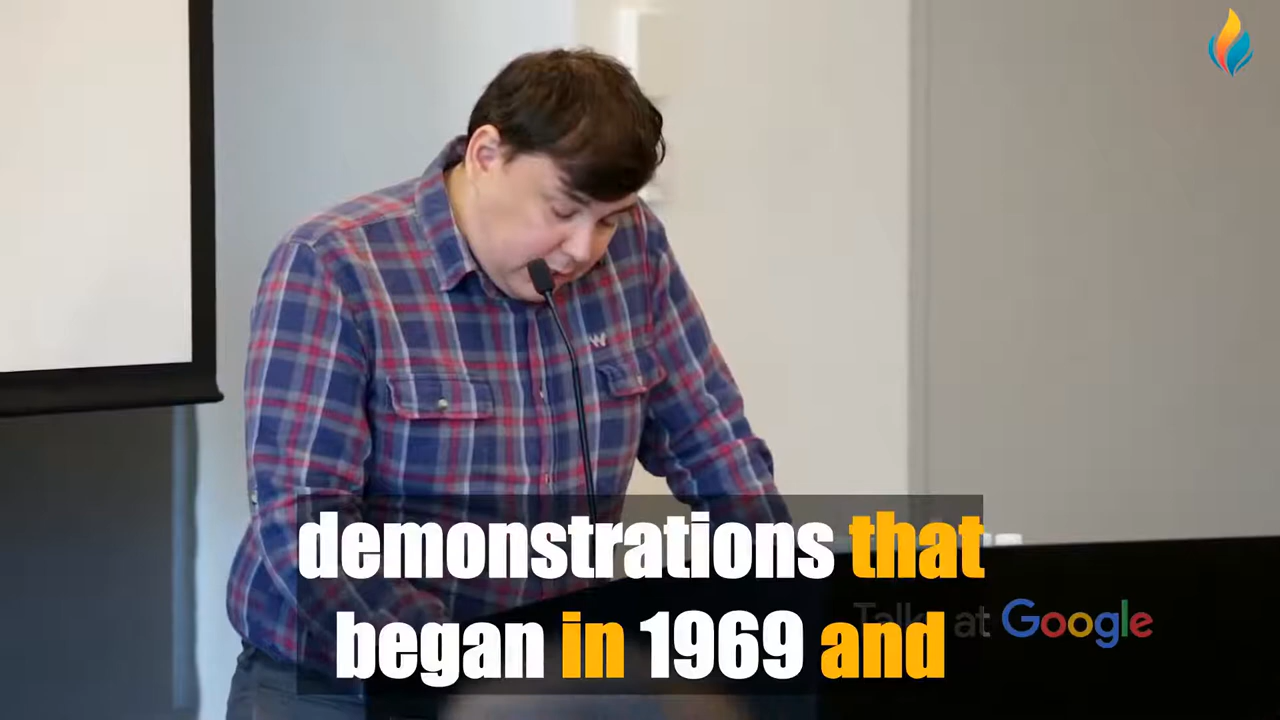 W
demonstrations that
began in 1969 and
Talks at Google